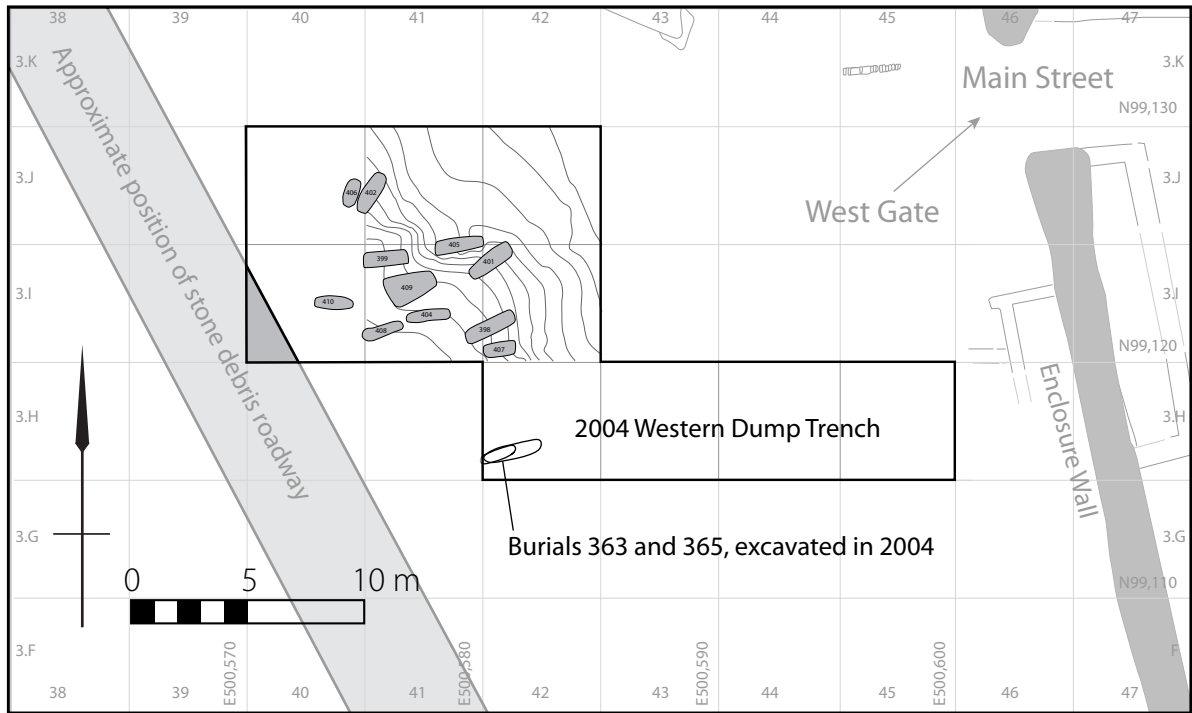 38 39 40 41 42 43 44 45 46 47
3.K 3.K
Main Street
N99,130
Approximate position of stone debris roadway
3.J 3.J
406 402
West Gate
405
399 401
409
3.I 3.I
410
404
408 398
407
N99,120
Enclosure Wall
3.H 3.H
2004 Western Dump Trench
3.G 3.G
Burials 363 and 365, excavated in 2004
0 5 10 m
N99,110
3.F F
E500,570 E500,580 E500,590 E500,600
38 39 40 41 42 43 44 45 46 47